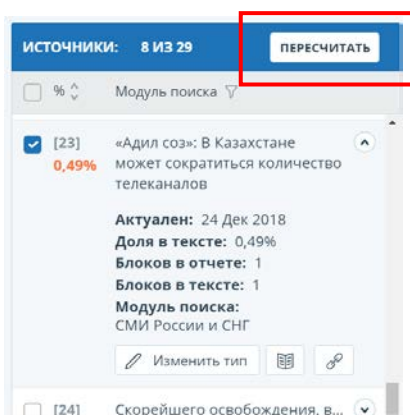 ИСТОЧНИКИ: 8 ИЗ 29 ПЕРЕСЧИТАТЬ
% Модуль поиска
[23] «Адил соз»: В Казахстане
0,49% может сократиться количество
телеканалов
Актуален: 24 Дек 2018
Доля в тексте: 0,49%
Блоков в отчете: 1
Блоков в тексте: 1
Модуль поиска:
СМИ России и СНГ
Изменить тип
[24] Скорейшего освобождения, в...